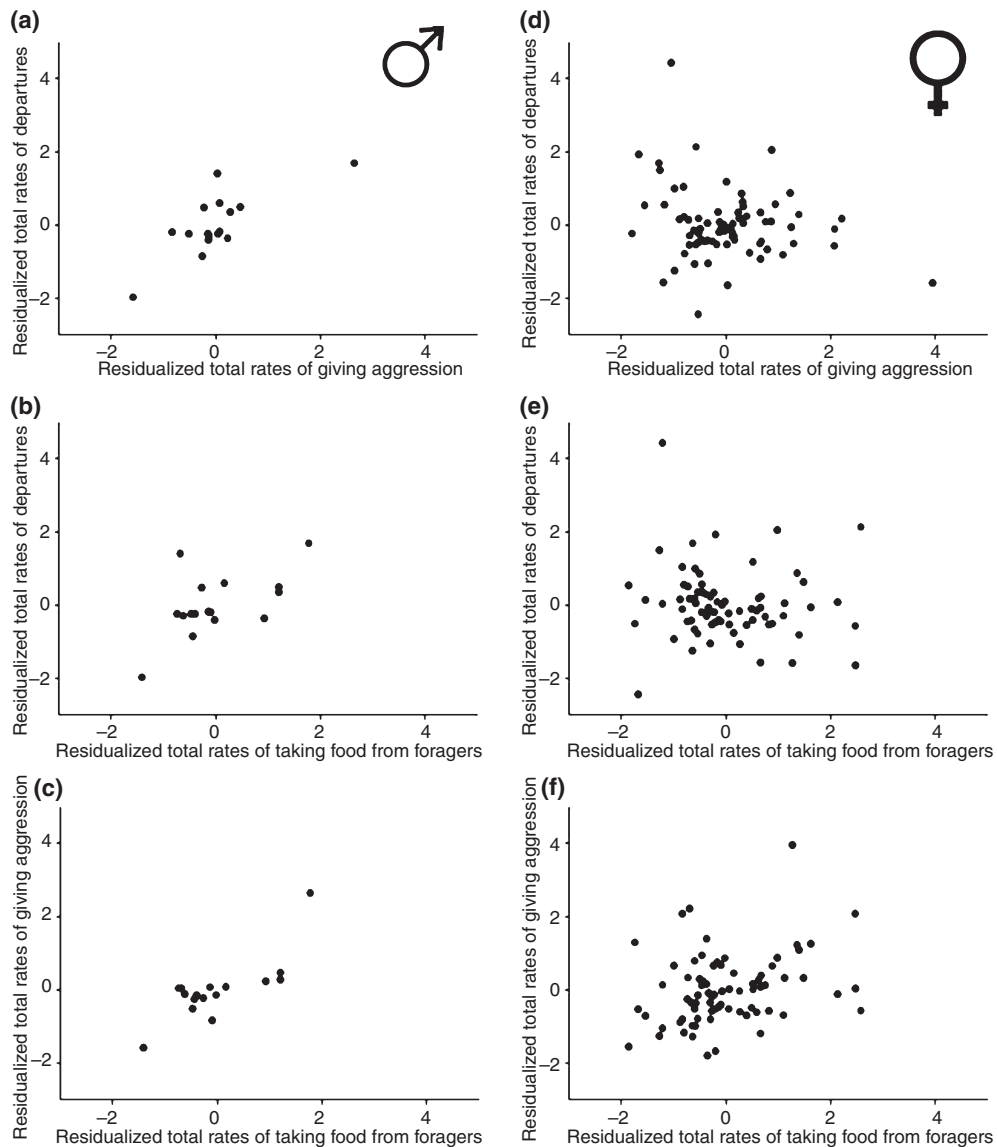 (a)
Residualized total rates of departures
4
2
0
−2
−2 0 2 4
Residualized total rates of giving aggression
(d)
Residualized total rates of departures
4
2
0
−2
−2 0 2 4
Residualized total rates of giving aggression
(b)
Residualized total rates of departures
4
2
0
−2
−2 0 2 4
Residualized total rates of taking food from foragers
(e)
Residualized total rates of departures
4
2
0
−2
−2 0 2 4
Residualized total rates of taking food from foragers
(c)
Residualized total rates of giving aggression
4
2
0
−2
−2 0 2 4
Residualized total rates of taking food from foragers
(f)
Residualized total rates of giving aggression
4
2
0
−2
−2 0 2 4
Residualized total rates of taking food from foragers